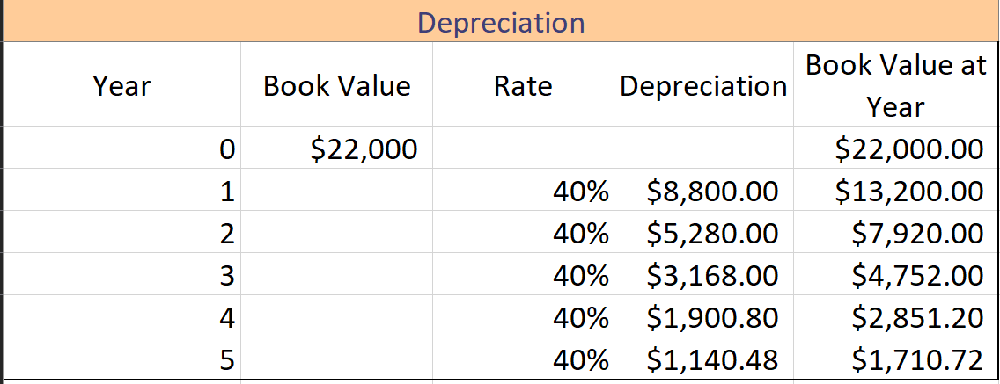 Depreciation
Year Book Value Rate Depreciation Book Value at Year
0 $22,000 $22,000.00
1 40% $8,800.00 $13,200.00
2 40% $5,280.00 $7,920.00
3 40% $3,168.00 $4,752.00
4 40% $1,900.80 $2,851.20
5 40% $1,140.48 $1,710.72